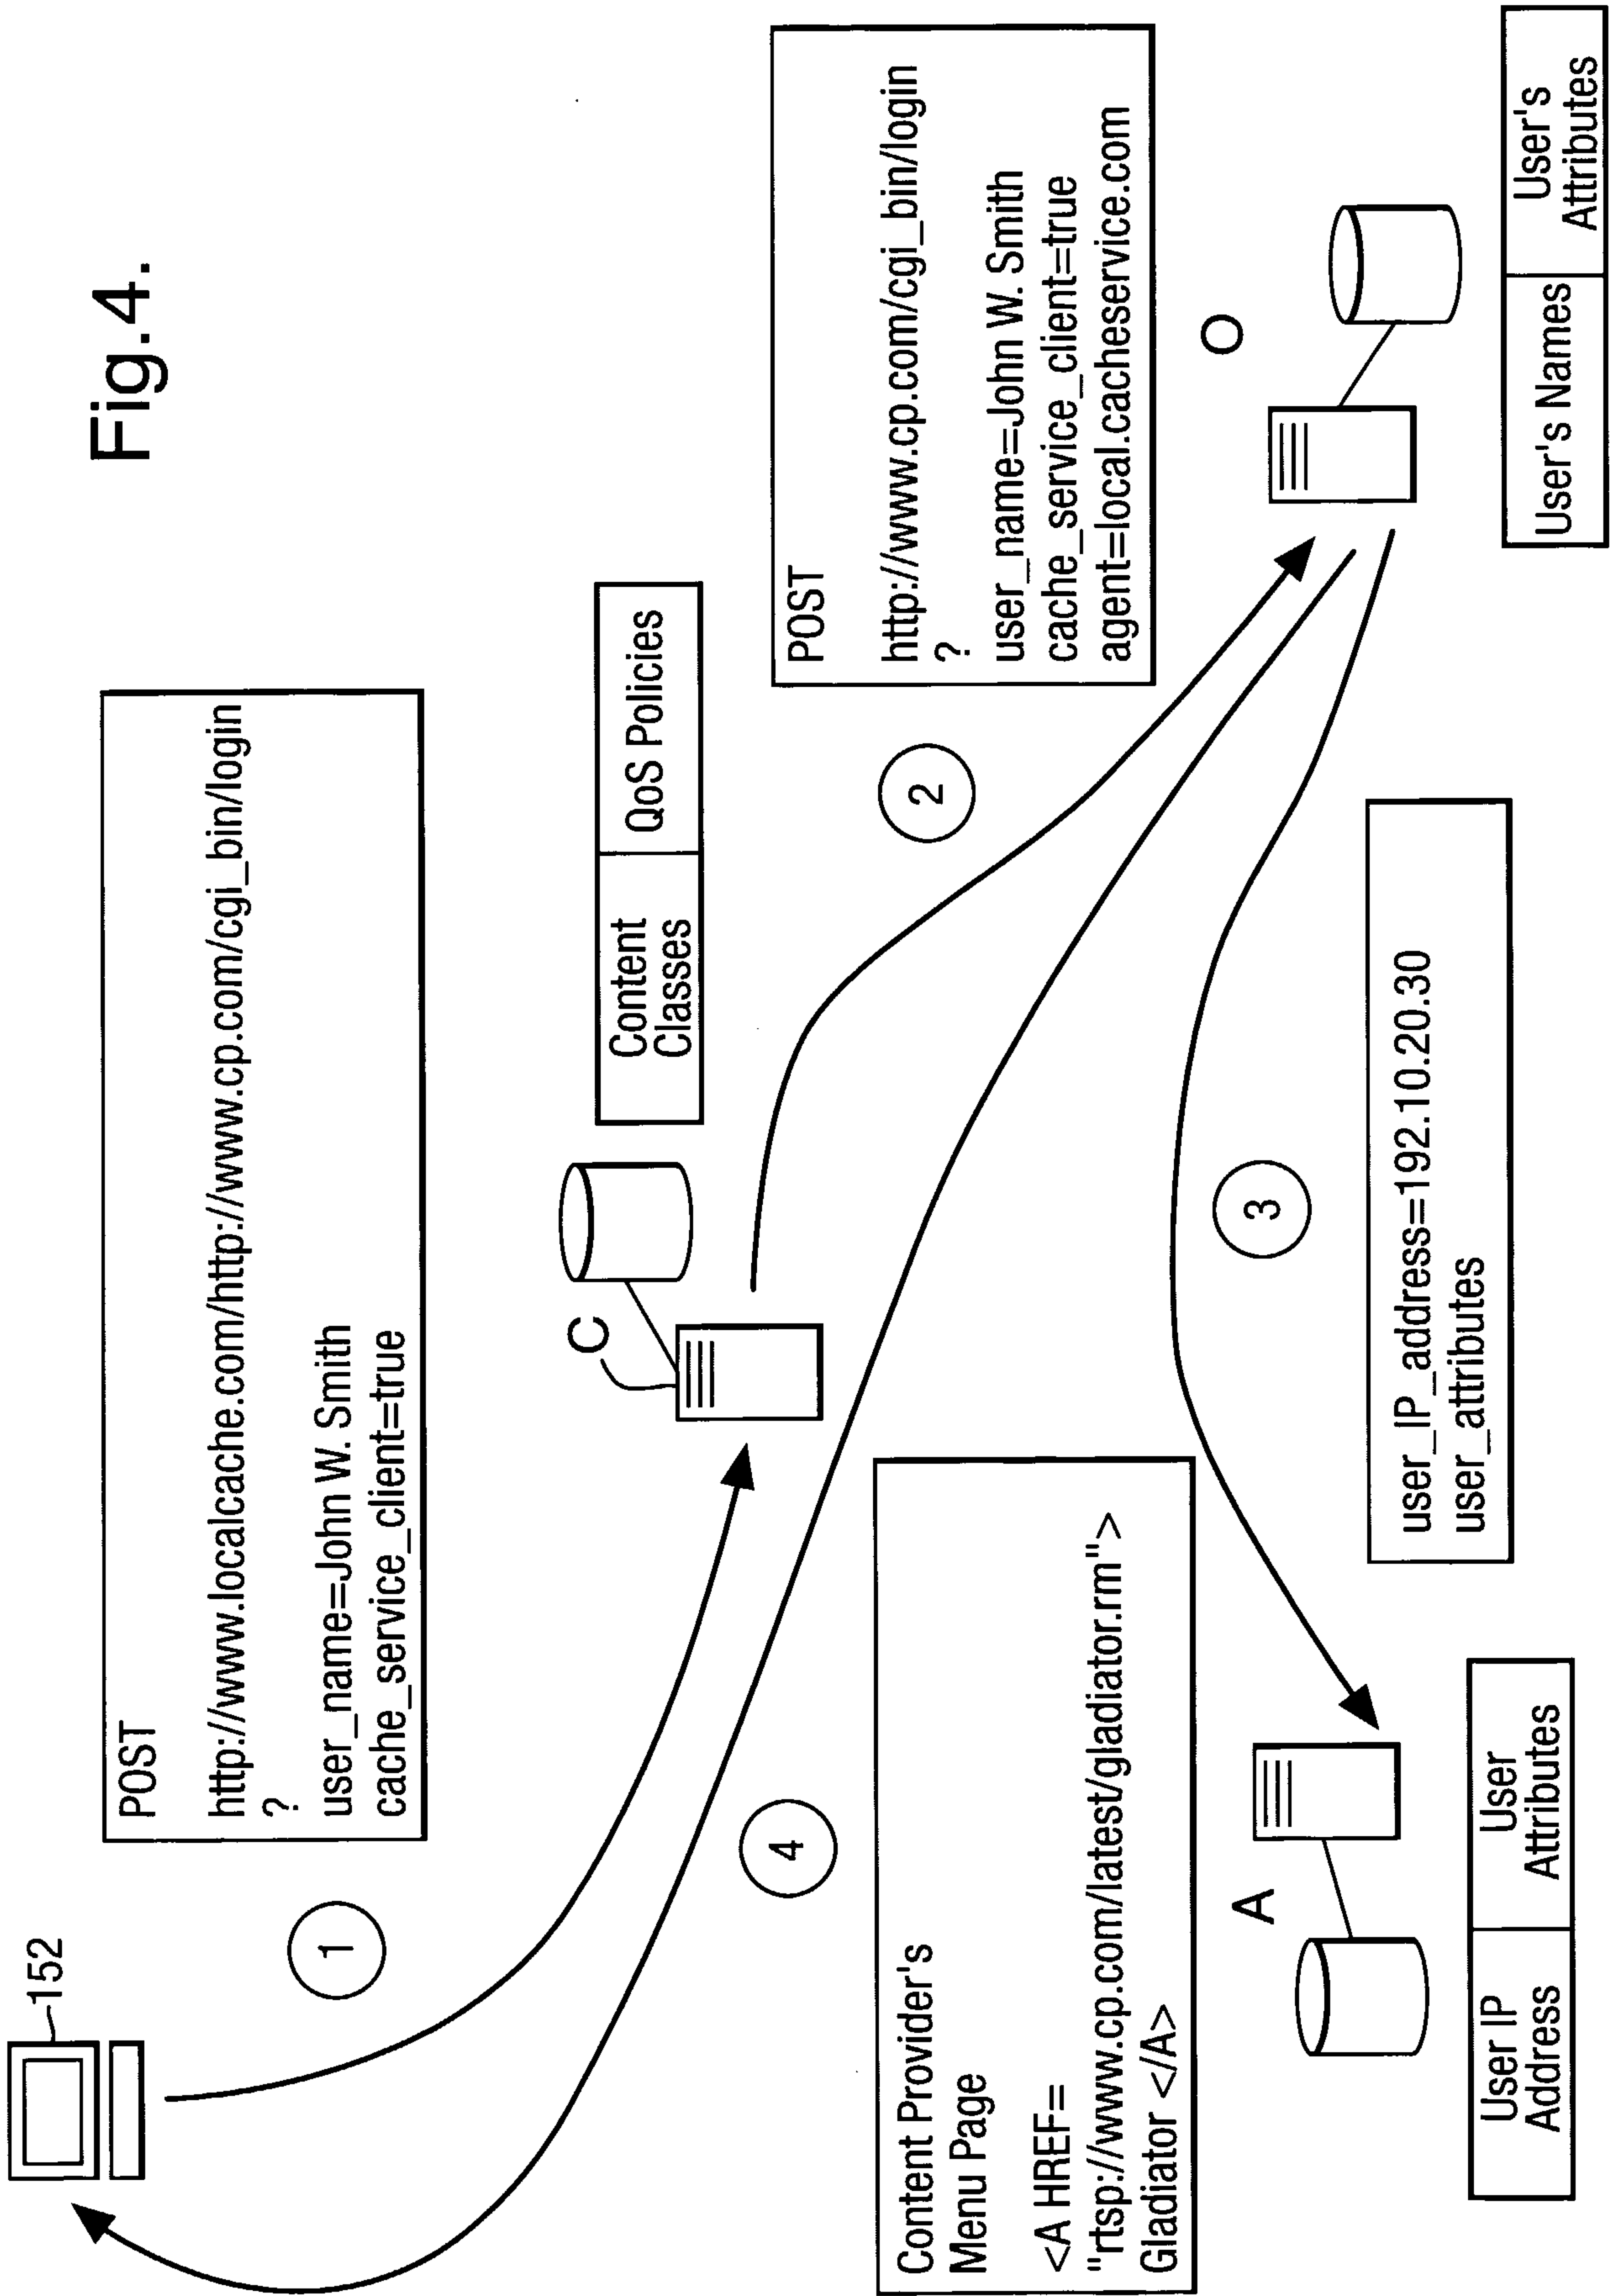 Fig.4.
152
1
POST
http://www.localcache.com/http://www.cp.com/cgi_bin/login
?
user_name=John W. Smith
cache_service_client=true
C
Content Classes
QoS Policies
2
POST
http://www.cp.com/cgi_bin/login
?
user_name=John W. Smith
cache_service_client=true
agent=local.cacheservice.com
O
User's Names
User's Attributes
3
user_IP_address=192.10.20.30
user_attributes
4
Content Provider's
Menu Page
<A HREF=
"rtsp://www.cp.com/latest/gladiator.rm">
Gladiator </A>
A
User IP
Address
User
Attributes